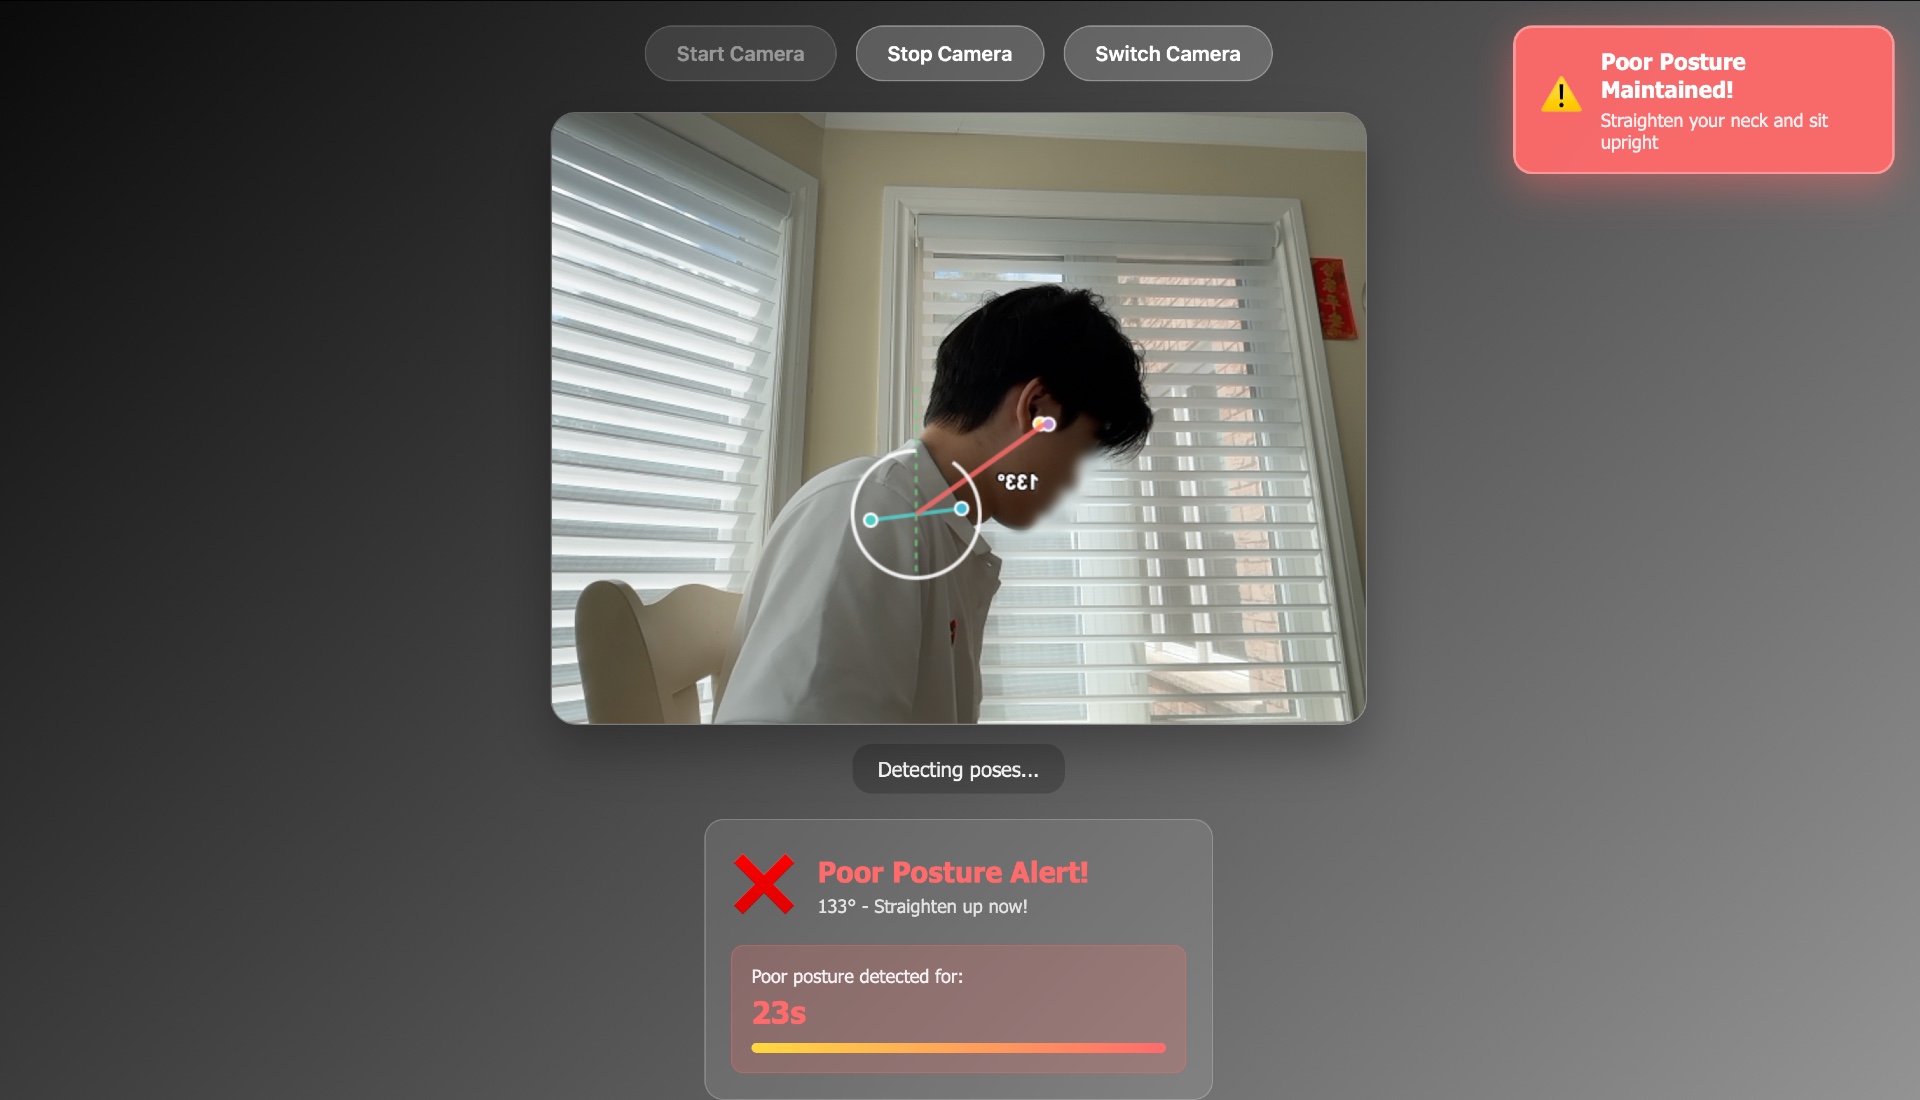 Start Camera
Stop Camera
Switch Camera
Poor Posture
Maintained!
Straighten your neck and sit
upright
133°
Detecting poses...
Poor Posture Alert!
133° - Straighten up now!
Poor posture detected for:
23s